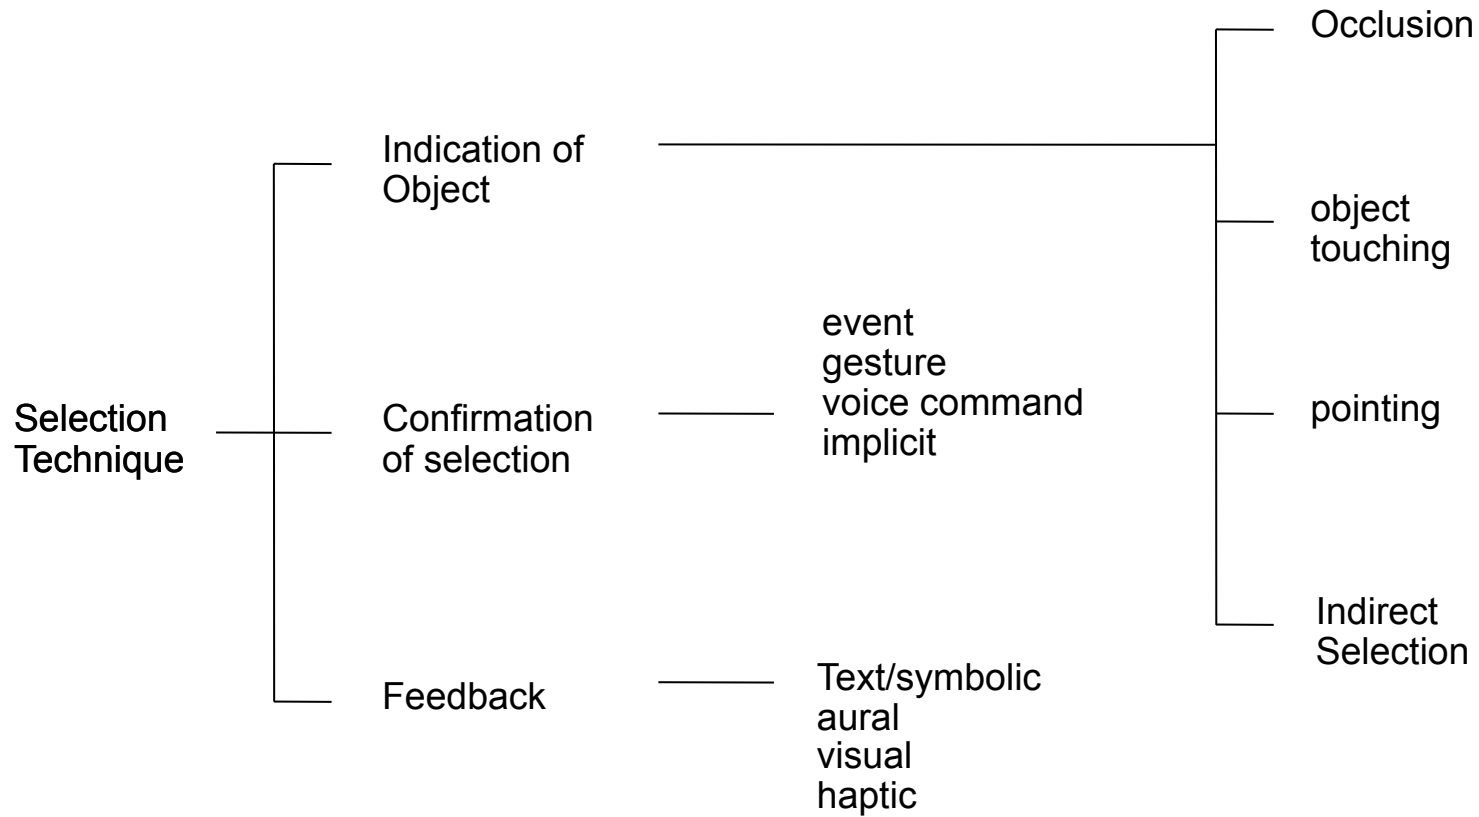 Selection
Technique
Indication of
Object
Confirmation
of selection
Feedback
event
gesture
voice command
implicit
Text/symbolic
aural
visual
haptic
Occlusion
object
touching
pointing
Indirect
Selection